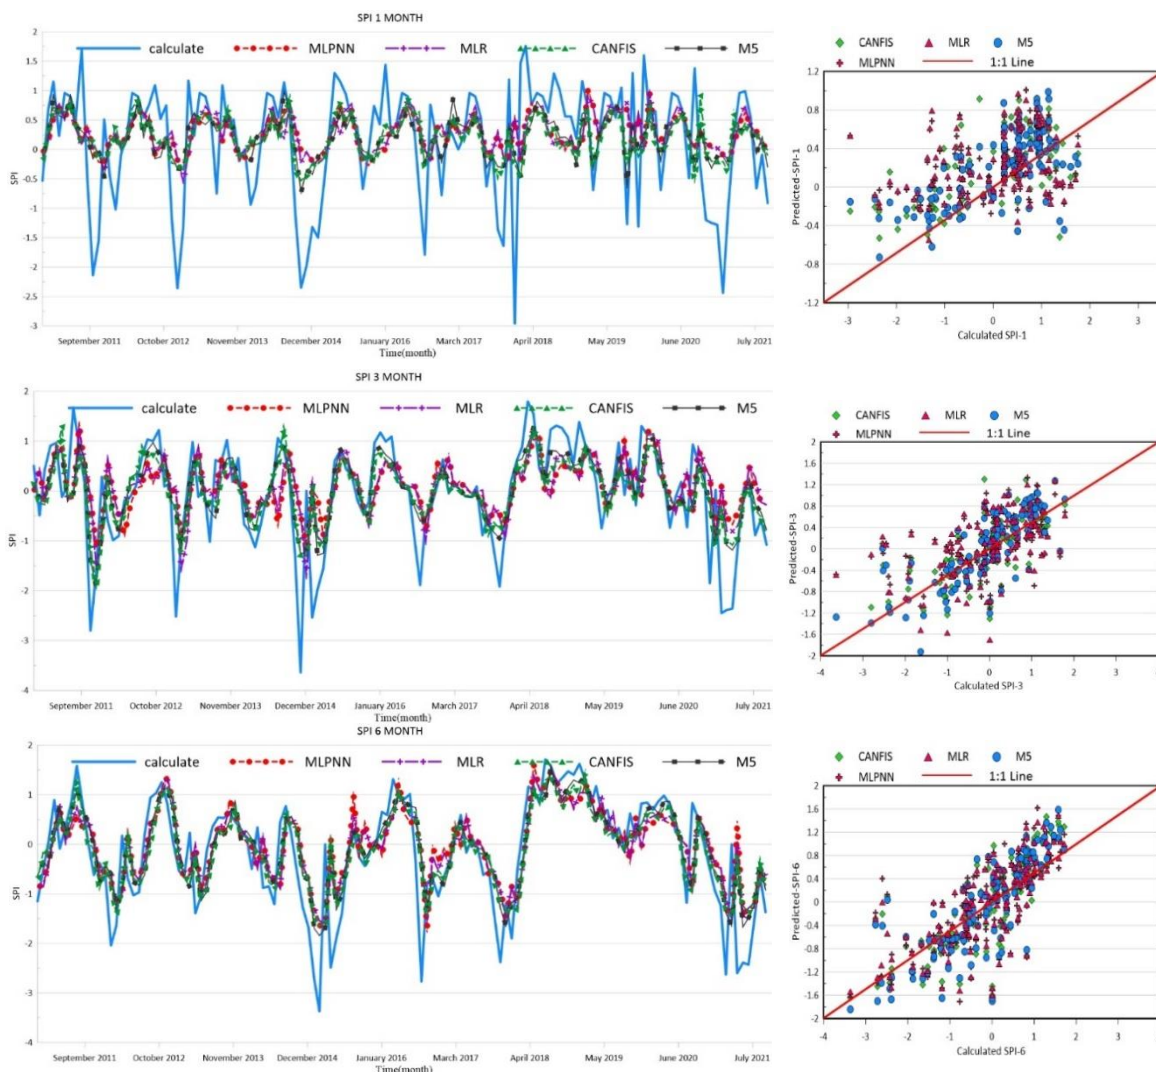 SPI 1 MONTH
2
1.5
1
0.5
0
-0.5
-1
-1.5
-2
-2.5
-3
SPI
calculate MLPNN MLR CANFIS M5
September 2011 October 2012 November 2013 December 2014 January 2016 March 2017 April 2018 May 2019 June 2020 July 2021
Time(month)
CANFIS MLR M5
MLPNN 1:1 Line
1.2
0.8
0.4
0
-0.4
-0.8
-1.2
Predicted-SPI-1
-3 -2 -1 0 1 2 3
Calculated SPI-1
SPI 3 MONTH
2
1
0
-1
-2
-3
-4
SPI
calculate MLPNN MLR CANFIS M5
September 2011 October 2012 November 2013 December 2014 January 2016 March 2017 April 2018 May 2019 June 2020 July 2021
Time(month)
CANFIS MLR M5
MLPNN 1:1 Line
2
1.6
1.2
0.8
0.4
0
-0.4
-0.8
-1.2
-1.6
-2
Predicted-SPI-3
-4 -3 -2 -1 0 1 2 3
Calculated SPI-3
SPI 6 MONTH
2
1
0
-1
-2
-3
-4
SPI
calculate MLPNN MLR CANFIS M5
September 2011 October 2012 November 2013 December 2014 January 2016 March 2017 April 2018 May 2019 June 2020 July 2021
Time(month)
CANFIS MLR M5
MLPNN 1:1 Line
2
1.6
1.2
0.8
0.4
0
-0.4
-0.8
-1.2
-1.6
-2
Predicted-SPI-6
-4 -3 -2 -1 0 1 2 3
Calculated SPI-6